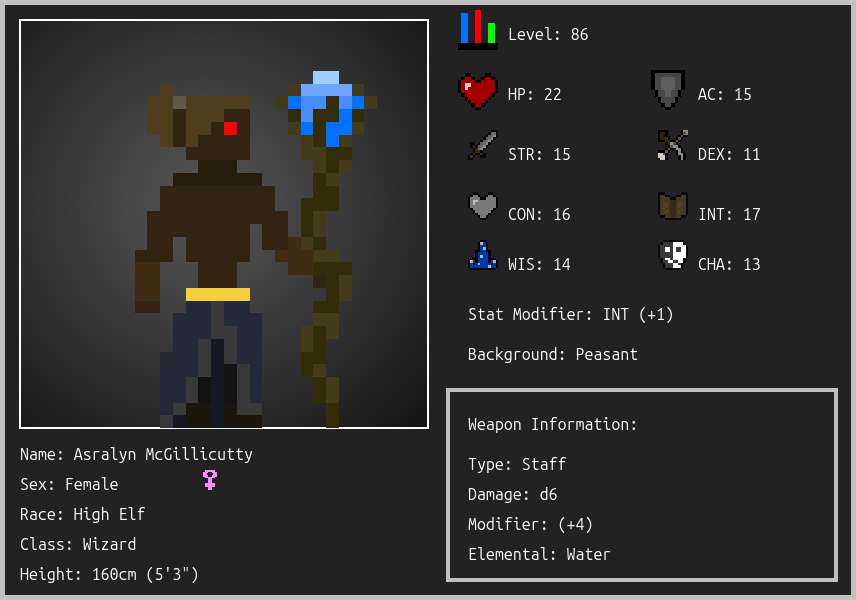 Level: 86
HP: 22
AC: 15
STR: 15
DEX: 11
CON: 16
INT: 17
WIS: 14
CHA: 13
Stat Modifier: INT (+1)
Background: Peasant
Weapon Information:
Type: Staff
Damage: d6
Modifier: (+4)
Elemental: Water
Name: Asralyn McGillicutty
Sex: Female
Race: High Elf
Class: Wizard
Height: 160cm (5'3")